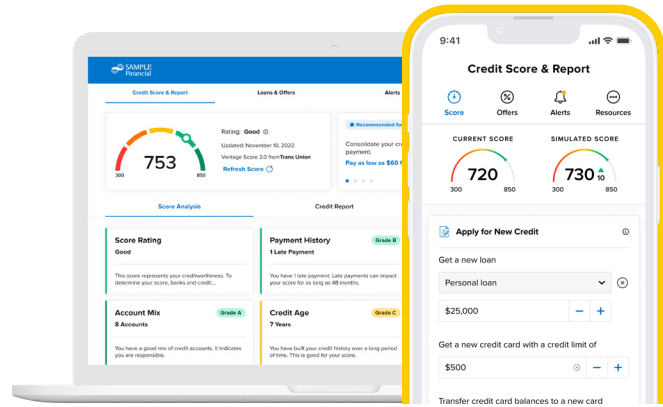 SAMPLE
Financial
Credit Score & Report
Loans & Offers
Alerts
Rating: Good
Updated: November 10, 2022
Vantage Score 3.0 from Trans Union
Refresh Score
753
300
850
Recommended for
Consolidate your cre
payment.
Pay as low as $60
Score Analysis
Credit Report
Score Rating
Good
This score represents your creditworthiness. To
determine your score, banks and credit...
Payment History
Grade B
1 Late Payment
You have 1 late payment. Late payments can impact
your score for as long as 48 months.
Account Mix
Grade A
8 Accounts
You have a good mix of credit accounts. It indicates
you are responsible.
Credit Age
Grade C
7 Years
You have built your credit history over a long period
of time. This is good for your score.
9:41
Credit Score & Report
Score
Offers
Alerts
Resources
CURRENT SCORE
SIMULATED SCORE
720
300
850
730
10
300
850
Apply for New Credit
Get a new loan
Personal loan
$25,000
Get a new credit card with a credit limit of
$500
Transfer credit card balances to a new card